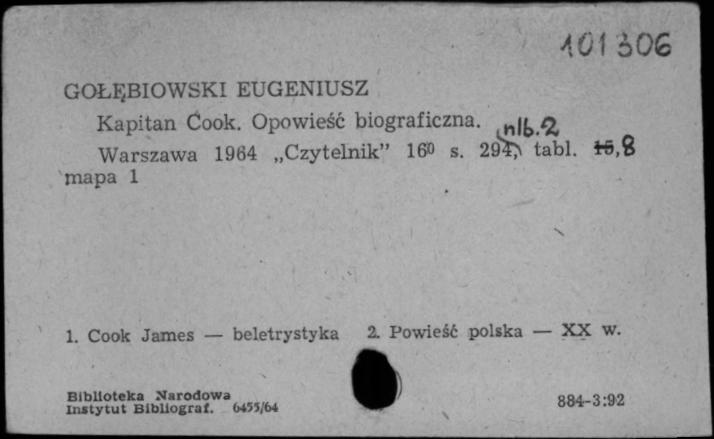 101306
GOŁĘBIOWSKI EUGENIUSZ
Kapitan Cook. Opowieść biograficzna.
nlb. 2
Warszawa 1964 „Czytelnik” 16⁰ s. 294, tabl. 15, 8
mapa 1
1. Cook James — beletrystyka 2. Powieść polska — XX w.
Biblioteka Narodowa
Instytut Bibliograf. 6455/64
884-3:92